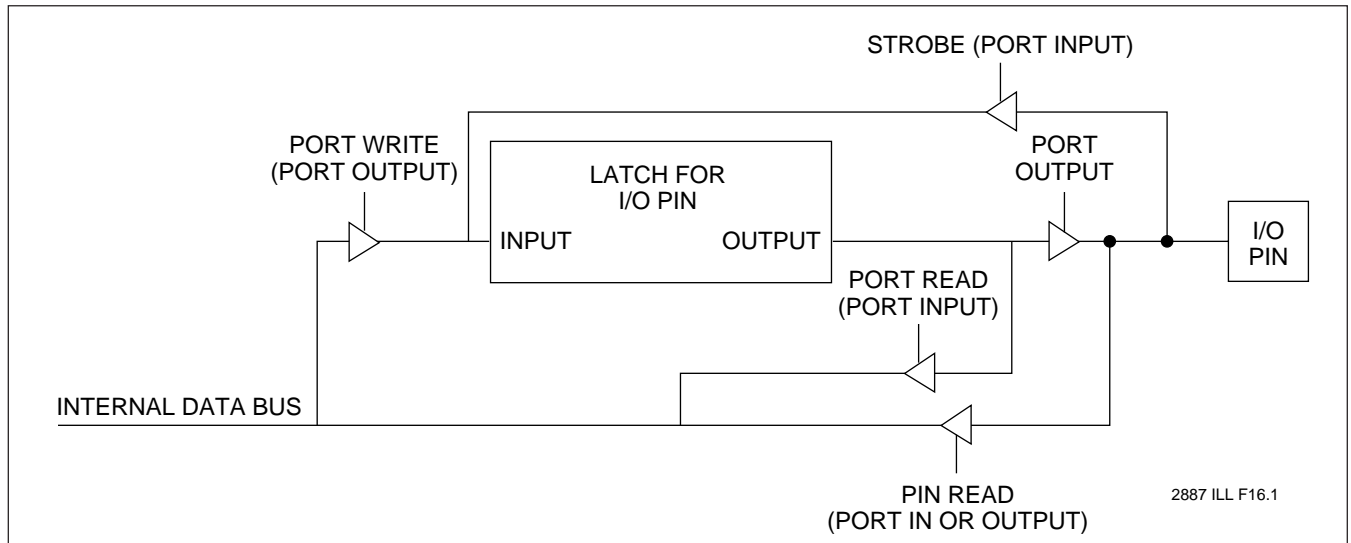 STROBE (PORT INPUT)
PORT WRITE
(PORT OUTPUT)
LATCH FOR
I/O PIN
PORT
OUTPUT
INPUT
OUTPUT
I/O
PIN
PORT READ
(PORT INPUT)
INTERNAL DATA BUS
PIN READ
(PORT IN OR OUTPUT)
2887 ILL F16.1